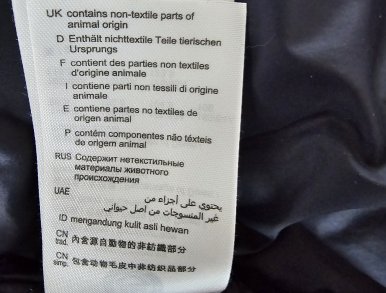 UK contains non-textile parts of
animal origin
D Enthält nichttextile Teile tierischen
Ursprungs
F contient des parties non textiles
d'origine animale
I contiene parti non tessili di origine
animale
E contiene partes no textiles de
origen animal
P contém componentes não têxteis
de origem animal
RUS Содержит нетекстильные
материалы животного
происхождения
UAE يحتوي على أجزاء من
غير المنسوجات من أصل حيواني
ID mengandung kulit asli hewan
CN trad. 內含源自動物的非紡織部分
CN simp. 包含动物毛皮中非纺织品部分